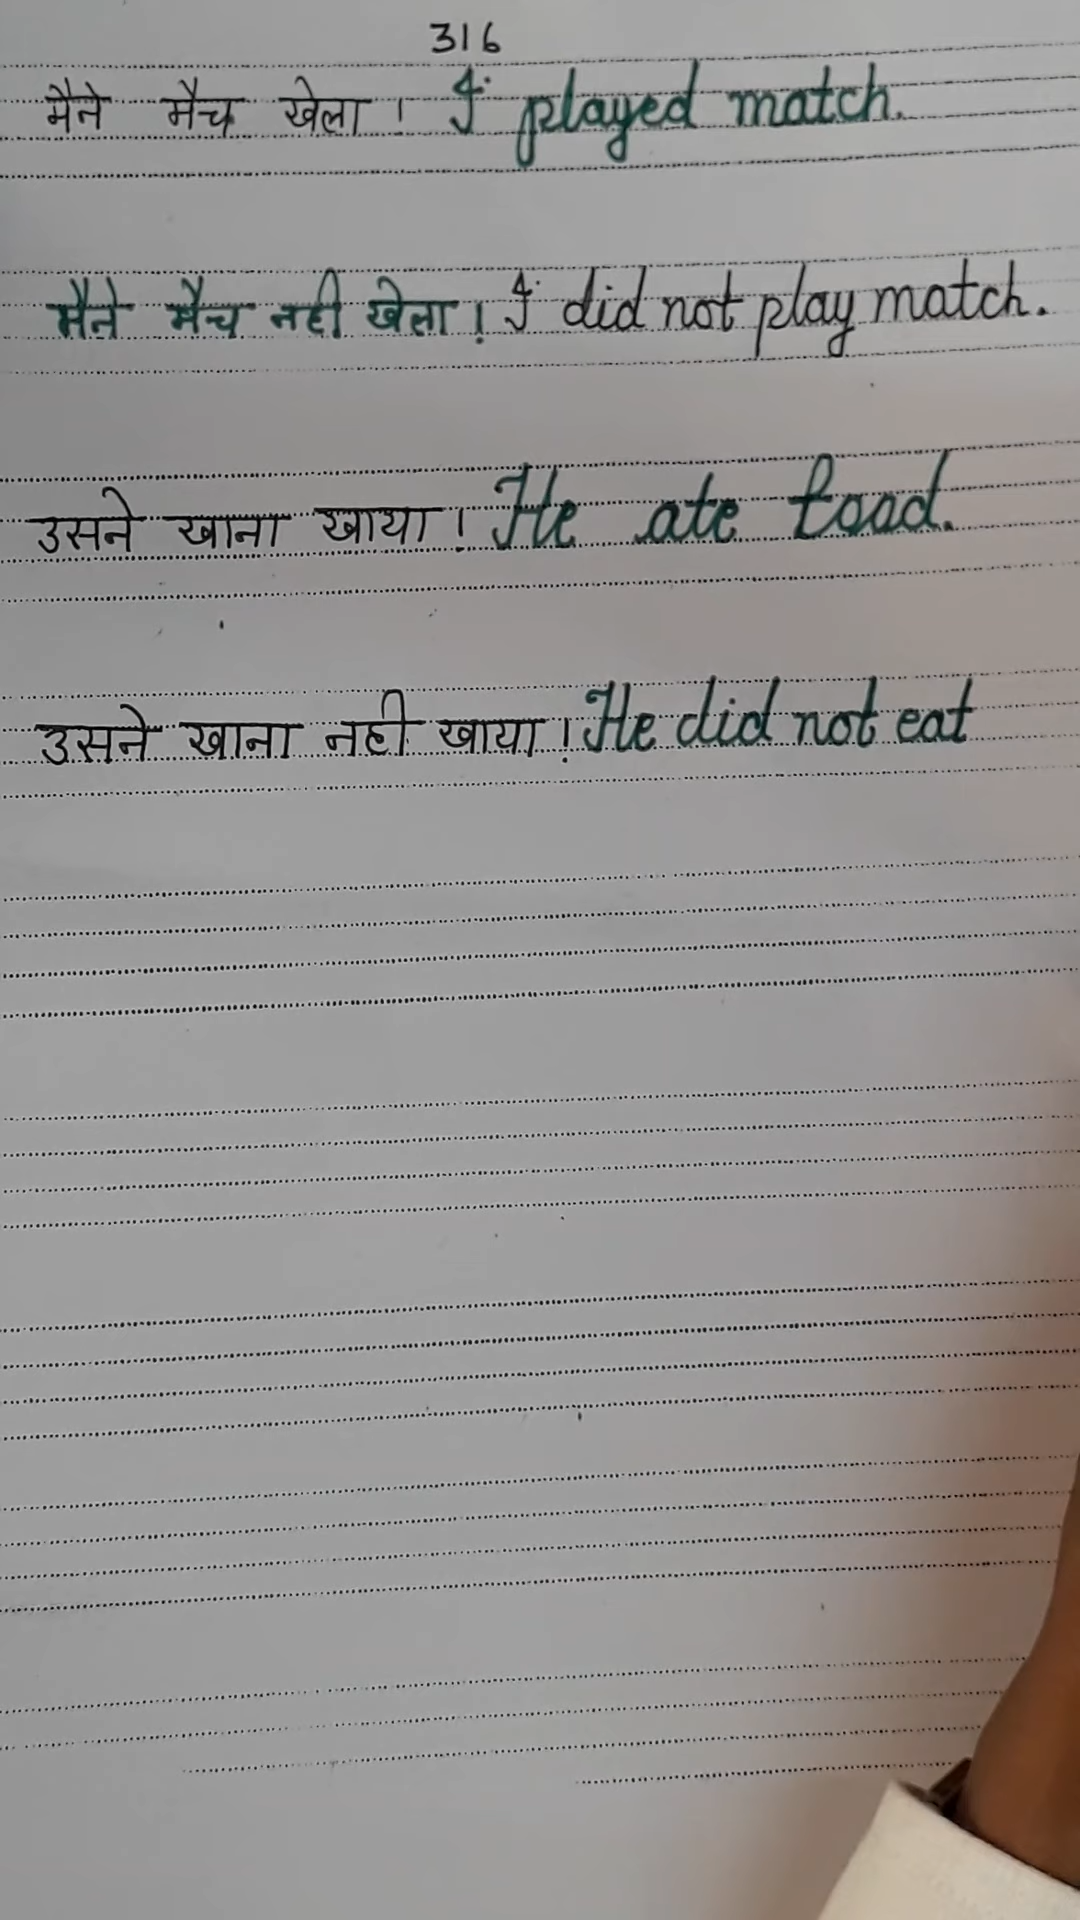 316
मैने मैच खेला । I played match.
मैने मैच नही खेला । I did not play match.
उसने खाना खाया । He ate food.
उसने खाना नही खाया । He did not eat